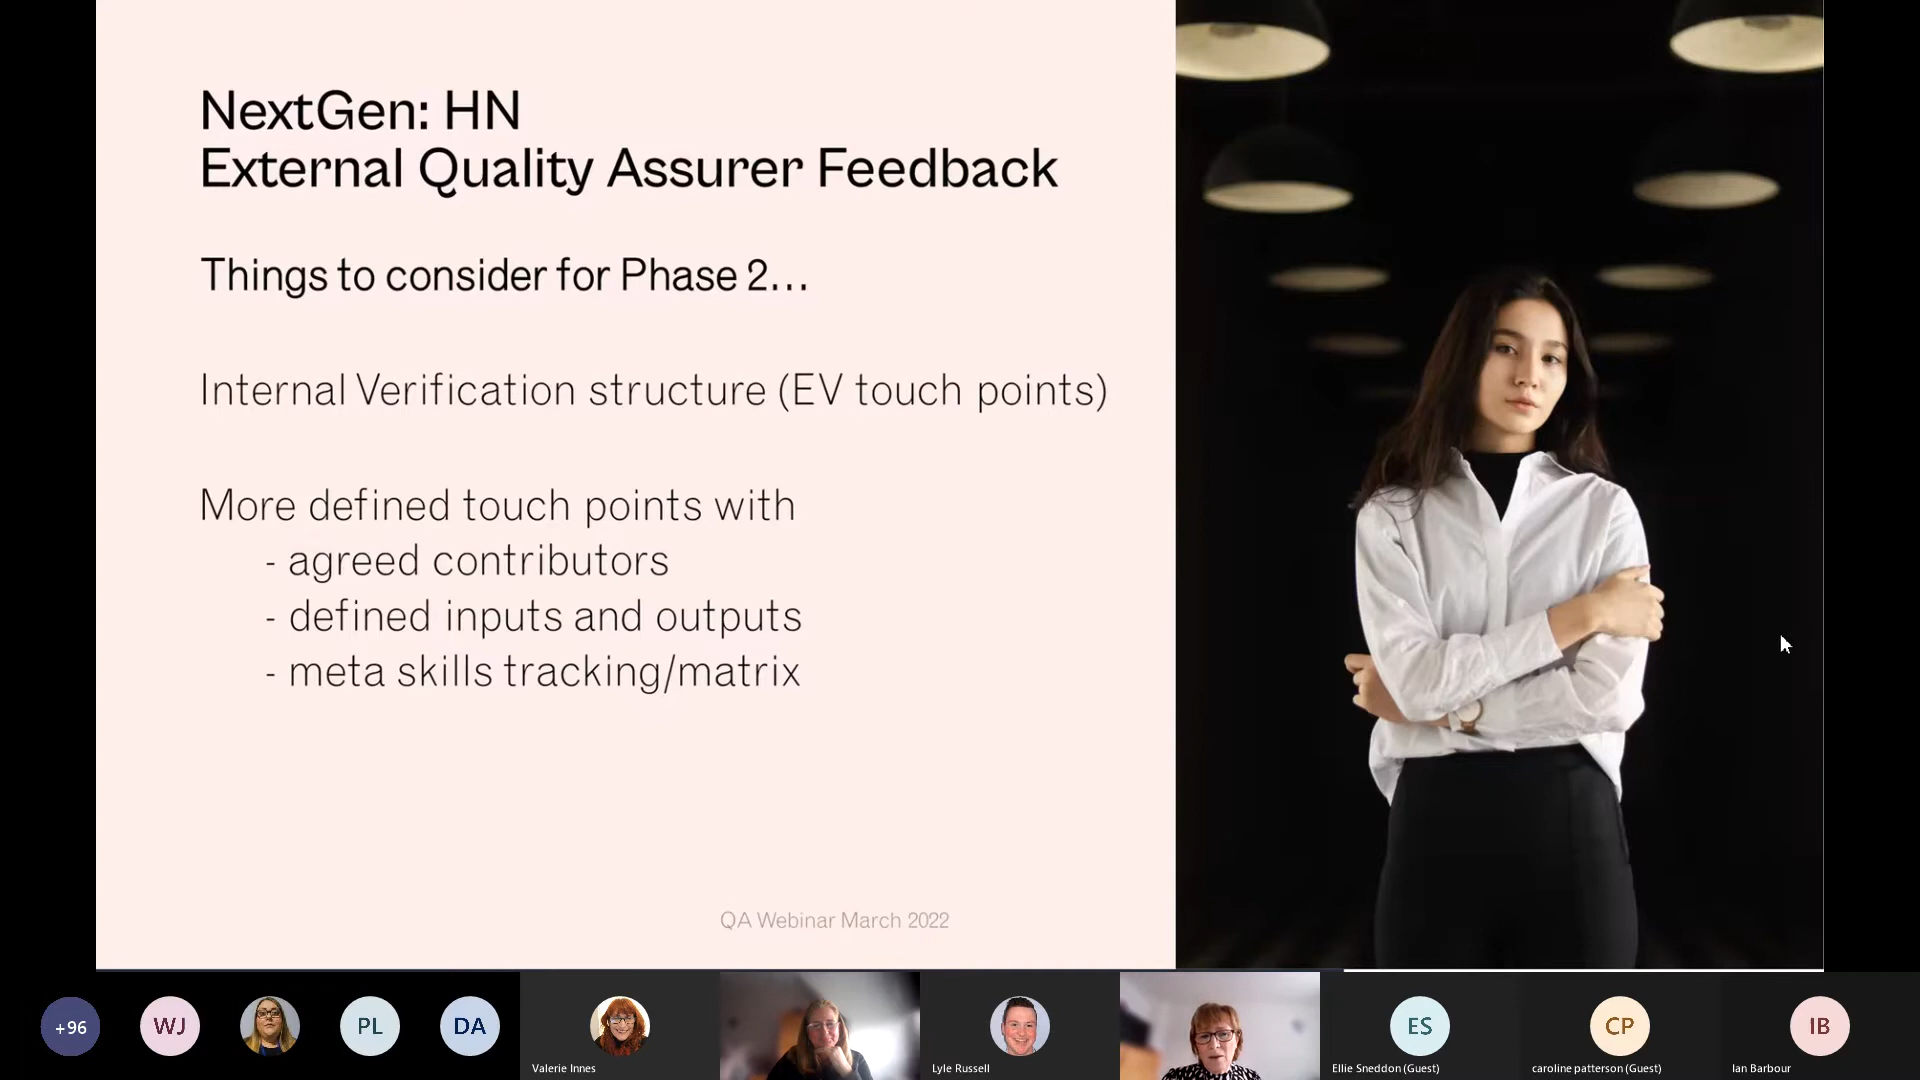 NextGen: HN
External Quality Assurer Feedback
Things to consider for Phase 2...
Internal Verification structure (EV touch points)
More defined touch points with
- agreed contributors
- defined inputs and outputs
- meta skills tracking/matrix
QA Webinar March 2022
+96
WJ
PL
DA
Valerie Innes
Lyle Russell
ES
Ellie Sneddon (Guest)
CP
caroline patterson (Guest)
IB
Ian Barbour